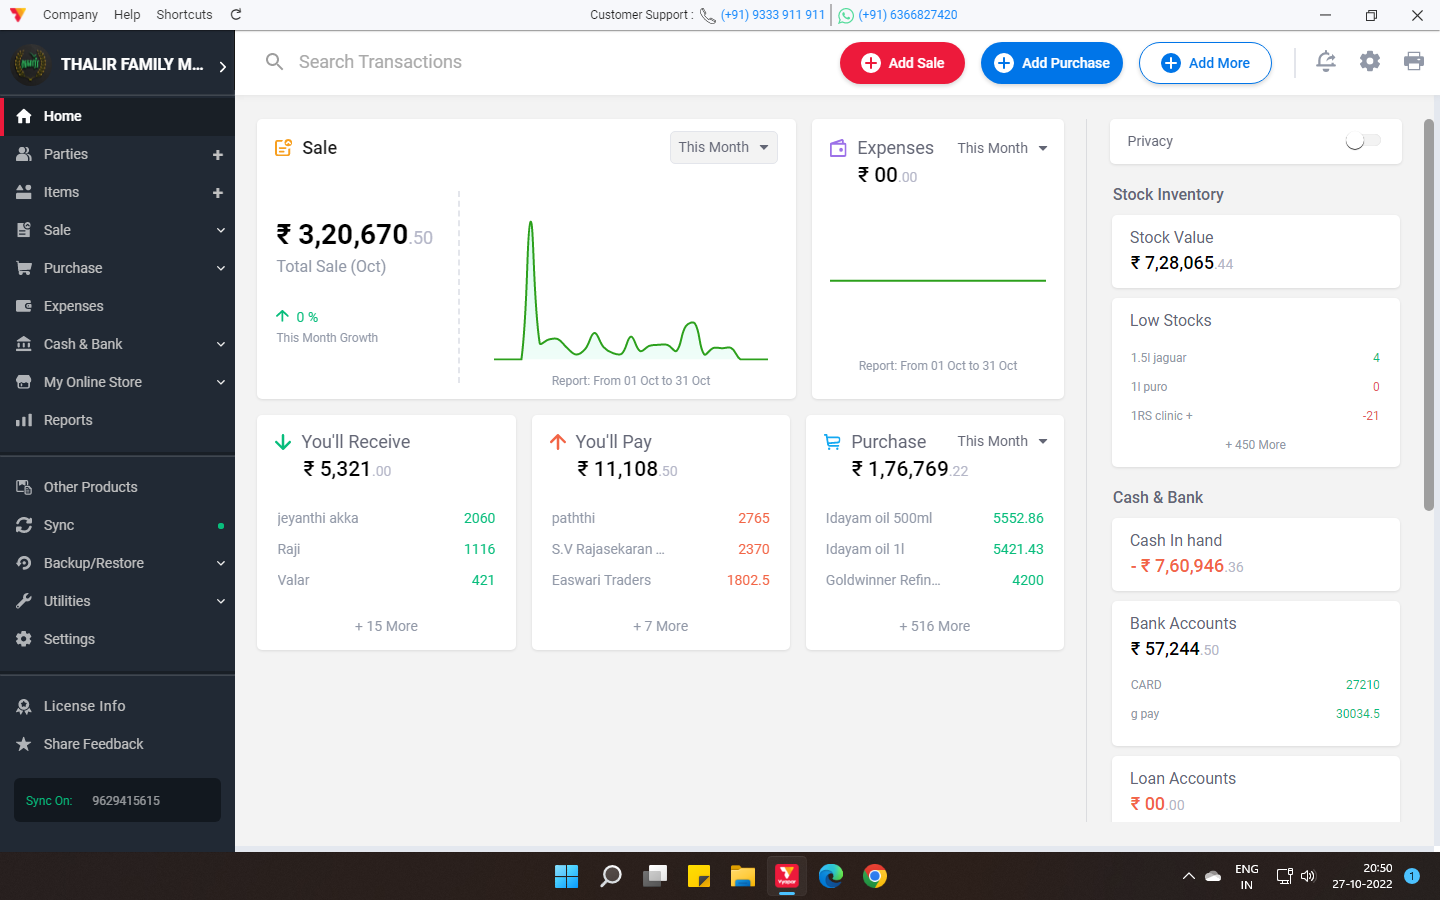 Company Help Shortcuts
Customer Support : (+91) 9333 911 911 (+91) 6366827420
THALIR FAMILY M...
Search Transactions
Add Sale
Add Purchase
Add More
Home
Parties
Items
Sale
Purchase
Expenses
Cash & Bank
My Online Store
Reports
Other Products
Sync
Backup/Restore
Utilities
Settings
License Info
Share Feedback
Sync On: 9629415615
Sale
This Month
₹ 3,20,670.50
Total Sale (Oct)
0 %
This Month Growth
Report: From 01 Oct to 31 Oct
Expenses This Month
₹ 00.00
Report: From 01 Oct to 31 Oct
You'll Receive
₹ 5,321.00
jeyanthi akka 2060
Raji 1116
Valar 421
+ 15 More
You'll Pay
₹ 11,108.50
paththi 2765
S.V Rajasekaran ... 2370
Easwari Traders 1802.5
+ 7 More
Purchase This Month
₹ 1,76,769.22
Idayam oil 500ml 5552.86
Idayam oil 1l 5421.43
Goldwinner Refin... 4200
+ 516 More
Privacy
Stock Inventory
Stock Value
₹ 7,28,065.44
Low Stocks
1.5l jaguar 4
1l puro 0
1RS clinic + -21
+ 450 More
Cash & Bank
Cash In hand
- ₹ 7,60,946.36
Bank Accounts
₹ 57,244.50
CARD 27210
g pay 30034.5
Loan Accounts
₹ 00.00
Vyapar
ENG
IN
20:50
27-10-2022
1